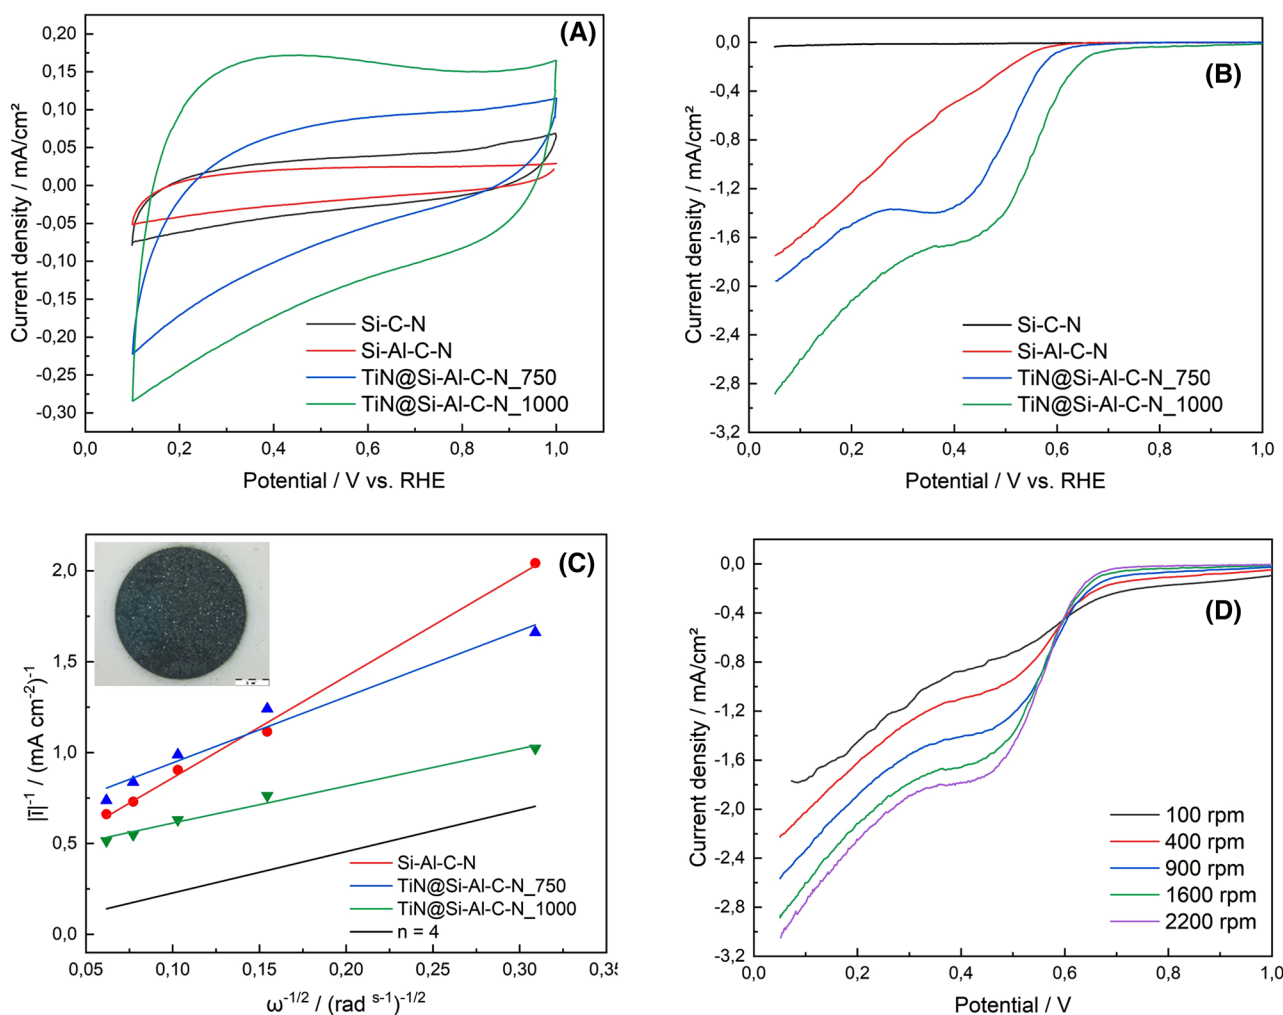 (A)
0,25
0,20
0,15
0,10
0,05
0,00
-0,05
-0,10
-0,15
-0,20
-0,25
-0,30
Current density / mA/cm²
Si-C-N
Si-Al-C-N
TiN@Si-Al-C-N_750
TiN@Si-Al-C-N_1000
0,0 0,2 0,4 0,6 0,8 1,0
Potential / V vs. RHE
(B)
0,0
-0,4
-0,8
-1,2
-1,6
-2,0
-2,4
-2,8
-3,2
Current density / mA/cm²
Si-C-N
Si-Al-C-N
TiN@Si-Al-C-N_750
TiN@Si-Al-C-N_1000
0,0 0,2 0,4 0,6 0,8 1,0
Potential / V vs. RHE
(C)
2,0
1,5
1,0
0,5
0,0
|i̅|⁻¹ / (mA cm⁻²)⁻¹
Si-Al-C-N
TiN@Si-Al-C-N_750
TiN@Si-Al-C-N_1000
n = 4
0,05 0,10 0,15 0,20 0,25 0,30 0,3
ω⁻¹ᐟ² / (rad ˢ⁻¹)⁻¹ᐟ²
(D)
0,0
-0,4
-0,8
-1,2
-1,6
-2,0
-2,4
-2,8
-3,2
Current density / mA/cm²
100 rpm
400 rpm
900 rpm
1600 rpm
2200 rpm
0,0 0,2 0,4 0,6 0,8 1,0
Potential / V